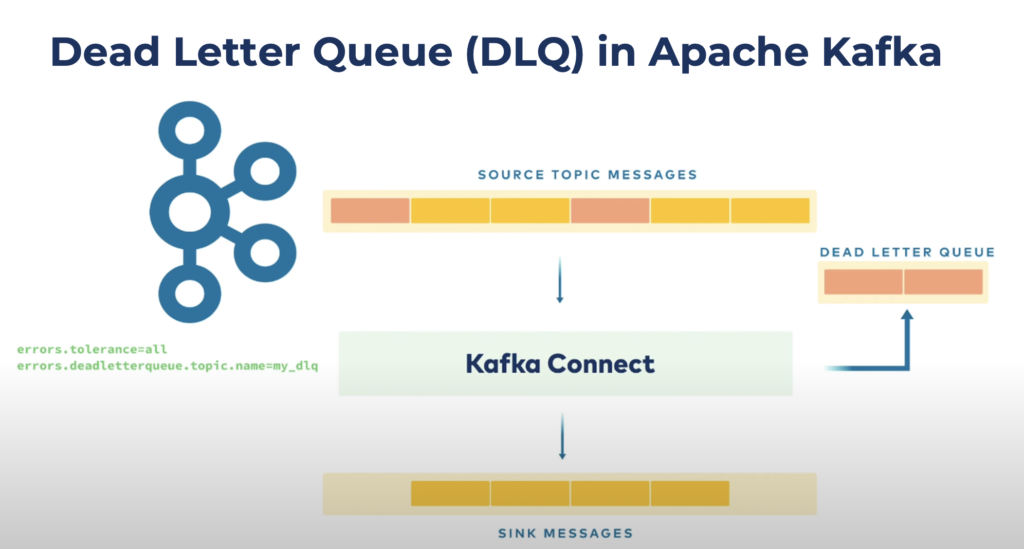 Dead Letter Queue (DLQ) in Apache Kafka
SOURCE TOPIC MESSAGES
DEAD LETTER QUEUE
errors.tolerance=all
errors.deadletterqueue.topic.name=my_dlq
Kafka Connect
SINK MESSAGES